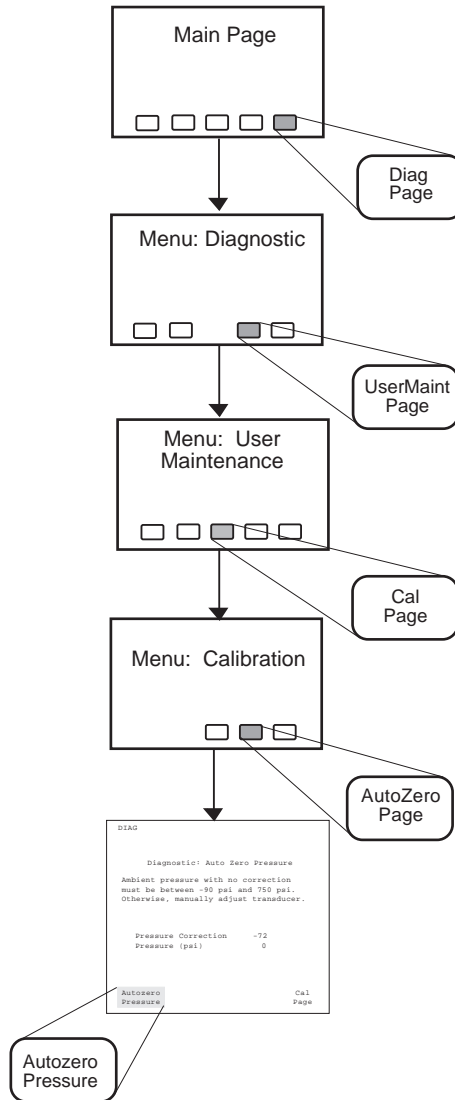 Main Page
Diag
Page
Menu: Diagnostic
UserMaint
Page
Menu: User
Maintenance
Cal
Page
Menu: Calibration
AutoZero
Page
DIAG
Diagnostic: Auto Zero Pressure
Ambient pressure with no correction
must be between -90 psi and 750 psi.
Otherwise, manually adjust transducer.
Pressure Correction -72
Pressure (psi) 0
Autozero
Pressure
Cal
Page
Autozero
Pressure